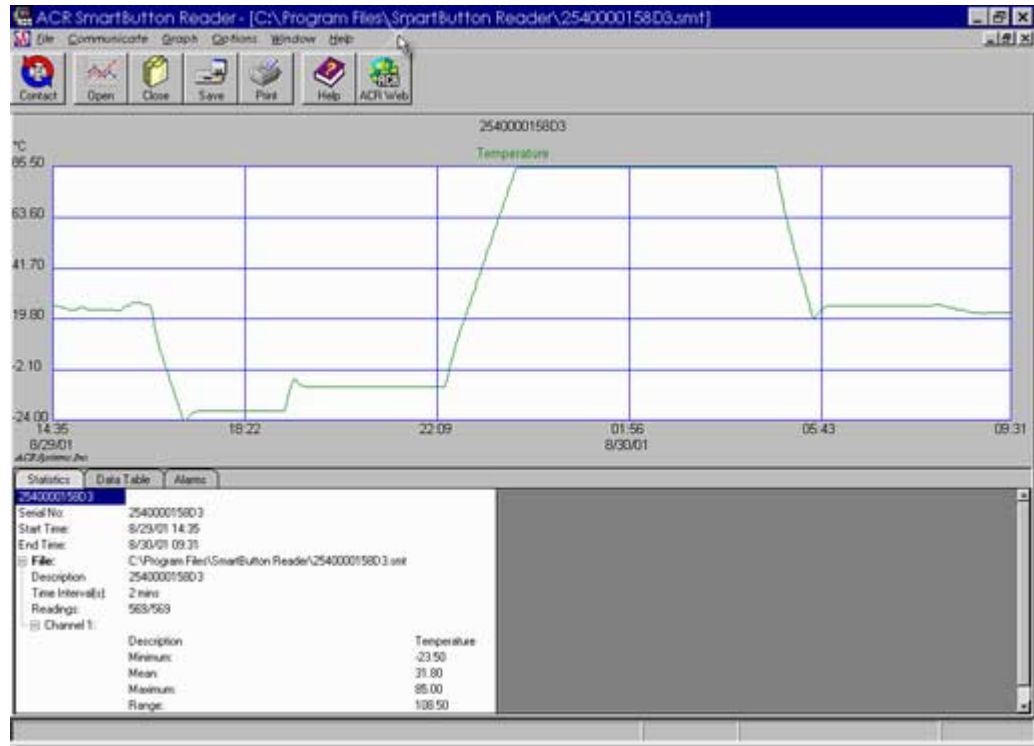 ACR SmartButton Reader - [C:\Program Files\SmartButton Reader\2540000158D3.smt]
File Communicate Graph Options Window Help
Contact Open Close Save Print Help ACR Web
2540000158D3
°C
Temperature
85.50
63.60
41.70
19.80
-2.10
-24.00
14:35 18:22 22:09 01:56 05:43 09:31
8/29/01 8/30/01
ACR Systems Inc
Statistics Data Table Alarms
2540000158D3
Serial No: 2540000158D3
Start Time: 8/29/01 14:35
End Time: 8/30/01 09:31
File: C:\Program Files\SmartButton Reader\2540000158D3.smt
Description 2540000158D3
Time Interval(s): 2 mins
Readings: 569/569
Channel 1:
Description Temperature
Minimum: -23.50
Mean: 31.80
Maximum: 85.00
Range: 108.50